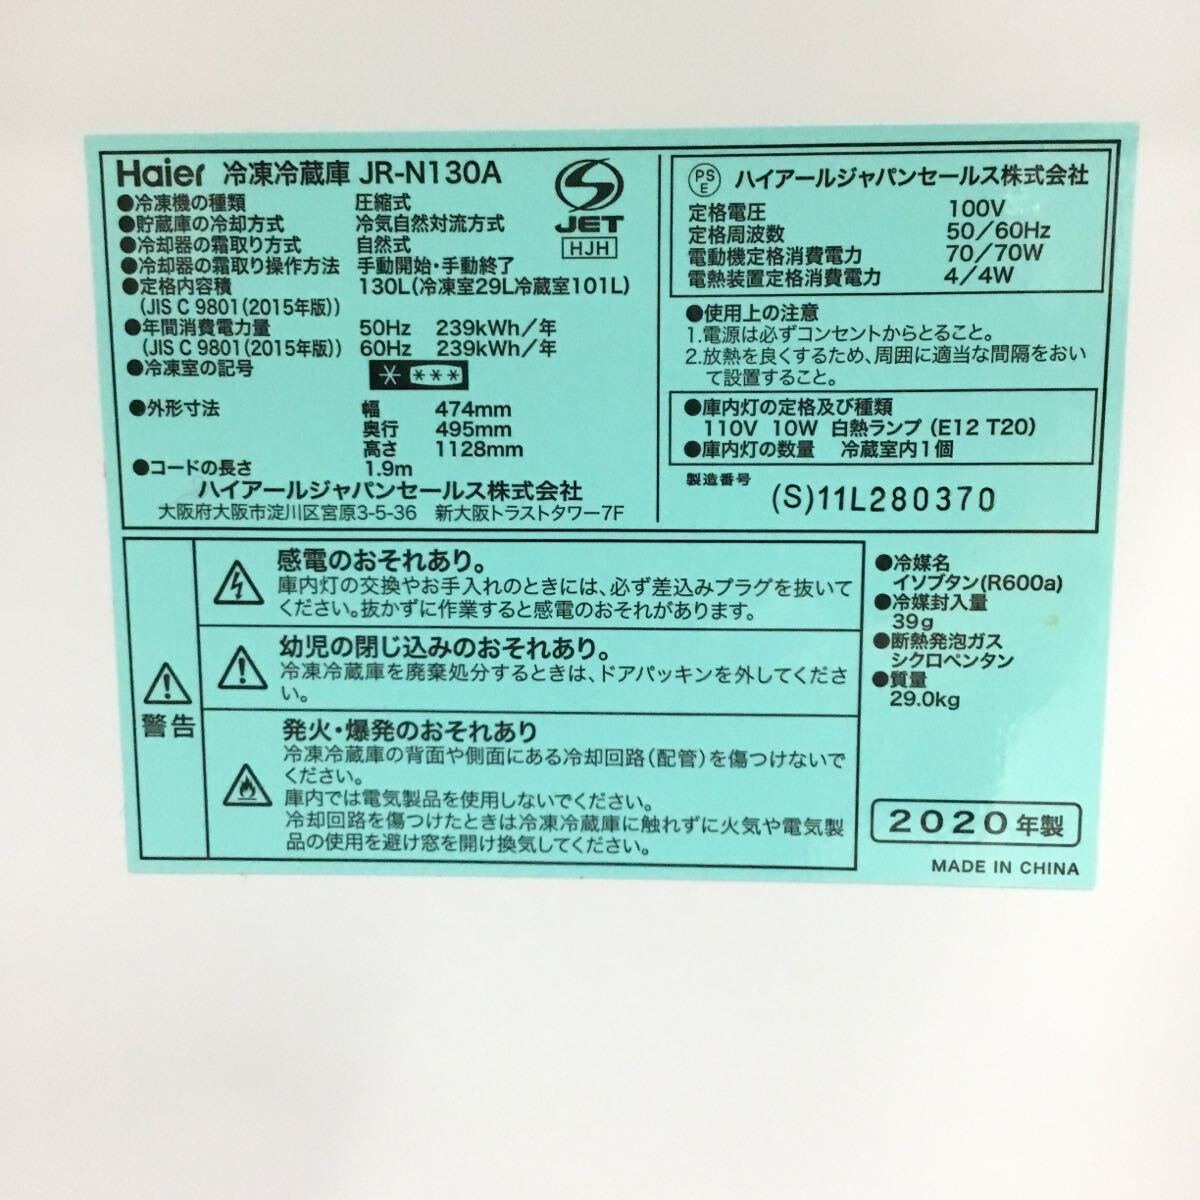 Haier 冷凍冷蔵庫 JR-N130A
●冷凍機の種類 圧縮式
●貯蔵庫の冷却方式 冷気自然対流方式
●冷却器の霜取り方式 自然式
●冷却器の霜取り操作方法 手動開始・手動終了
●定格内容積 130L(冷凍室29L冷蔵室101L)
(JIS C 9801(2015年版))
●年間消費電力量 50Hz 239kWh/年
(JIS C 9801(2015年版)) 60Hz 239kWh/年
●冷凍室の記号 * ***
●外形寸法 幅 474mm
奥行 495mm
高さ 1128mm
●コードの長さ 1.9m
ハイアールジャパンセールス株式会社
大阪府大阪市淀川区宮原3-5-36 新大阪トラストタワー7F
S
JET
HJH
PS
E
ハイアールジャパンセールス株式会社
定格電圧 100V
定格周波数 50/60Hz
電動機定格消費電力 70/70W
電熱装置定格消費電力 4/4W
●使用上の注意
1.電源は必ずコンセントからとること。
2.放熱を良くするため、周囲に適当な間隔をおい
て設置すること。
●庫内灯の定格及び種類
110V 10W 白熱ランプ (E12 T20)
●庫内灯の数量 冷蔵室内1個
製造番号
(S)11L280370
警告
感電のおそれあり。
庫内灯の交換やお手入れのときには、必ず差込みプラグを抜いて
ください。抜かずに作業すると感電のおそれがあります。
幼児の閉じ込みのおそれあり。
冷凍冷蔵庫を廃棄処分するときは、ドアパッキンを外してくださ
い。
発火・爆発のおそれあり
冷凍冷蔵庫の背面や側面にある冷却回路(配管)を傷つけないで
ください。
庫内では電気製品を使用しないでください。
冷却回路を傷つけたときは冷凍冷蔵庫に触れずに火気や電気製
品の使用を避け窓を開け換気してください。
●冷媒名
イソブタン(R600a)
●冷媒封入量
39g
●断熱発泡ガス
シクロペンタン
●質量
29.0kg
2020年製
MADE IN CHINA